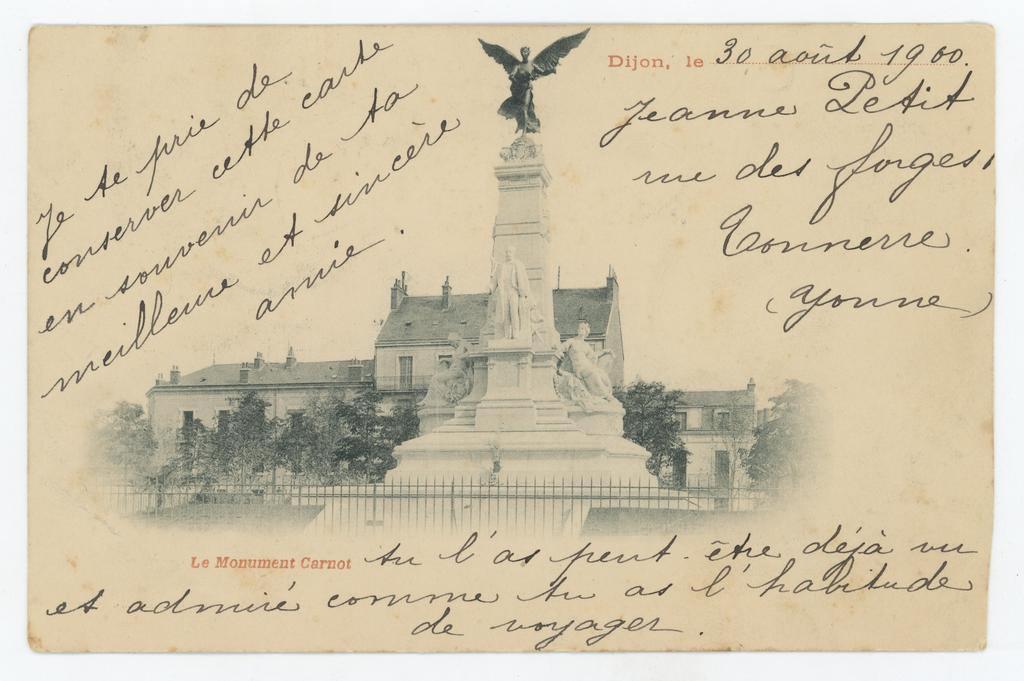 Dijon, le 30 août 1900.
Jeanne Petit
rue des forges,
Tonnerre.
(Yonne)
Je te prie de
conserver cette carte
en souvenir de ta
meilleure et sincère
amie.
Le Monument Carnot tu l'as peut-être déjà vu
et admiré comme tu as l'habitude
de voyager.